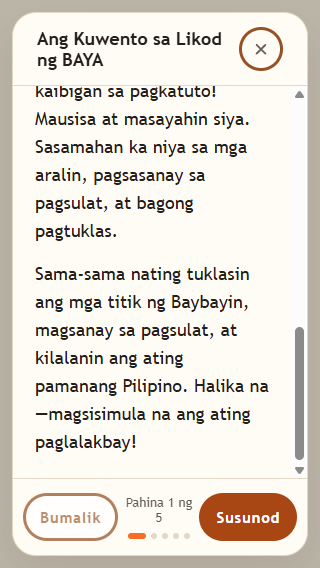 Ang Kuwento sa Likod
ng BAYA
kaibigan sa pagkatuto!
Mausisa at masayahin siya.
Sasamahan ka niya sa mga
aralin, pagsasanay sa
pagsulat, at bagong
pagtuklas.
Sama-sama nating tuklasin
ang mga titik ng Baybayin,
magsanay sa pagsulat, at
kilalanin ang ating
pamanang Pilipino. Halika na
—magsisimula na ang ating
paglalakbay!
Bumalik
Pahina 1 ng
5
Susunod